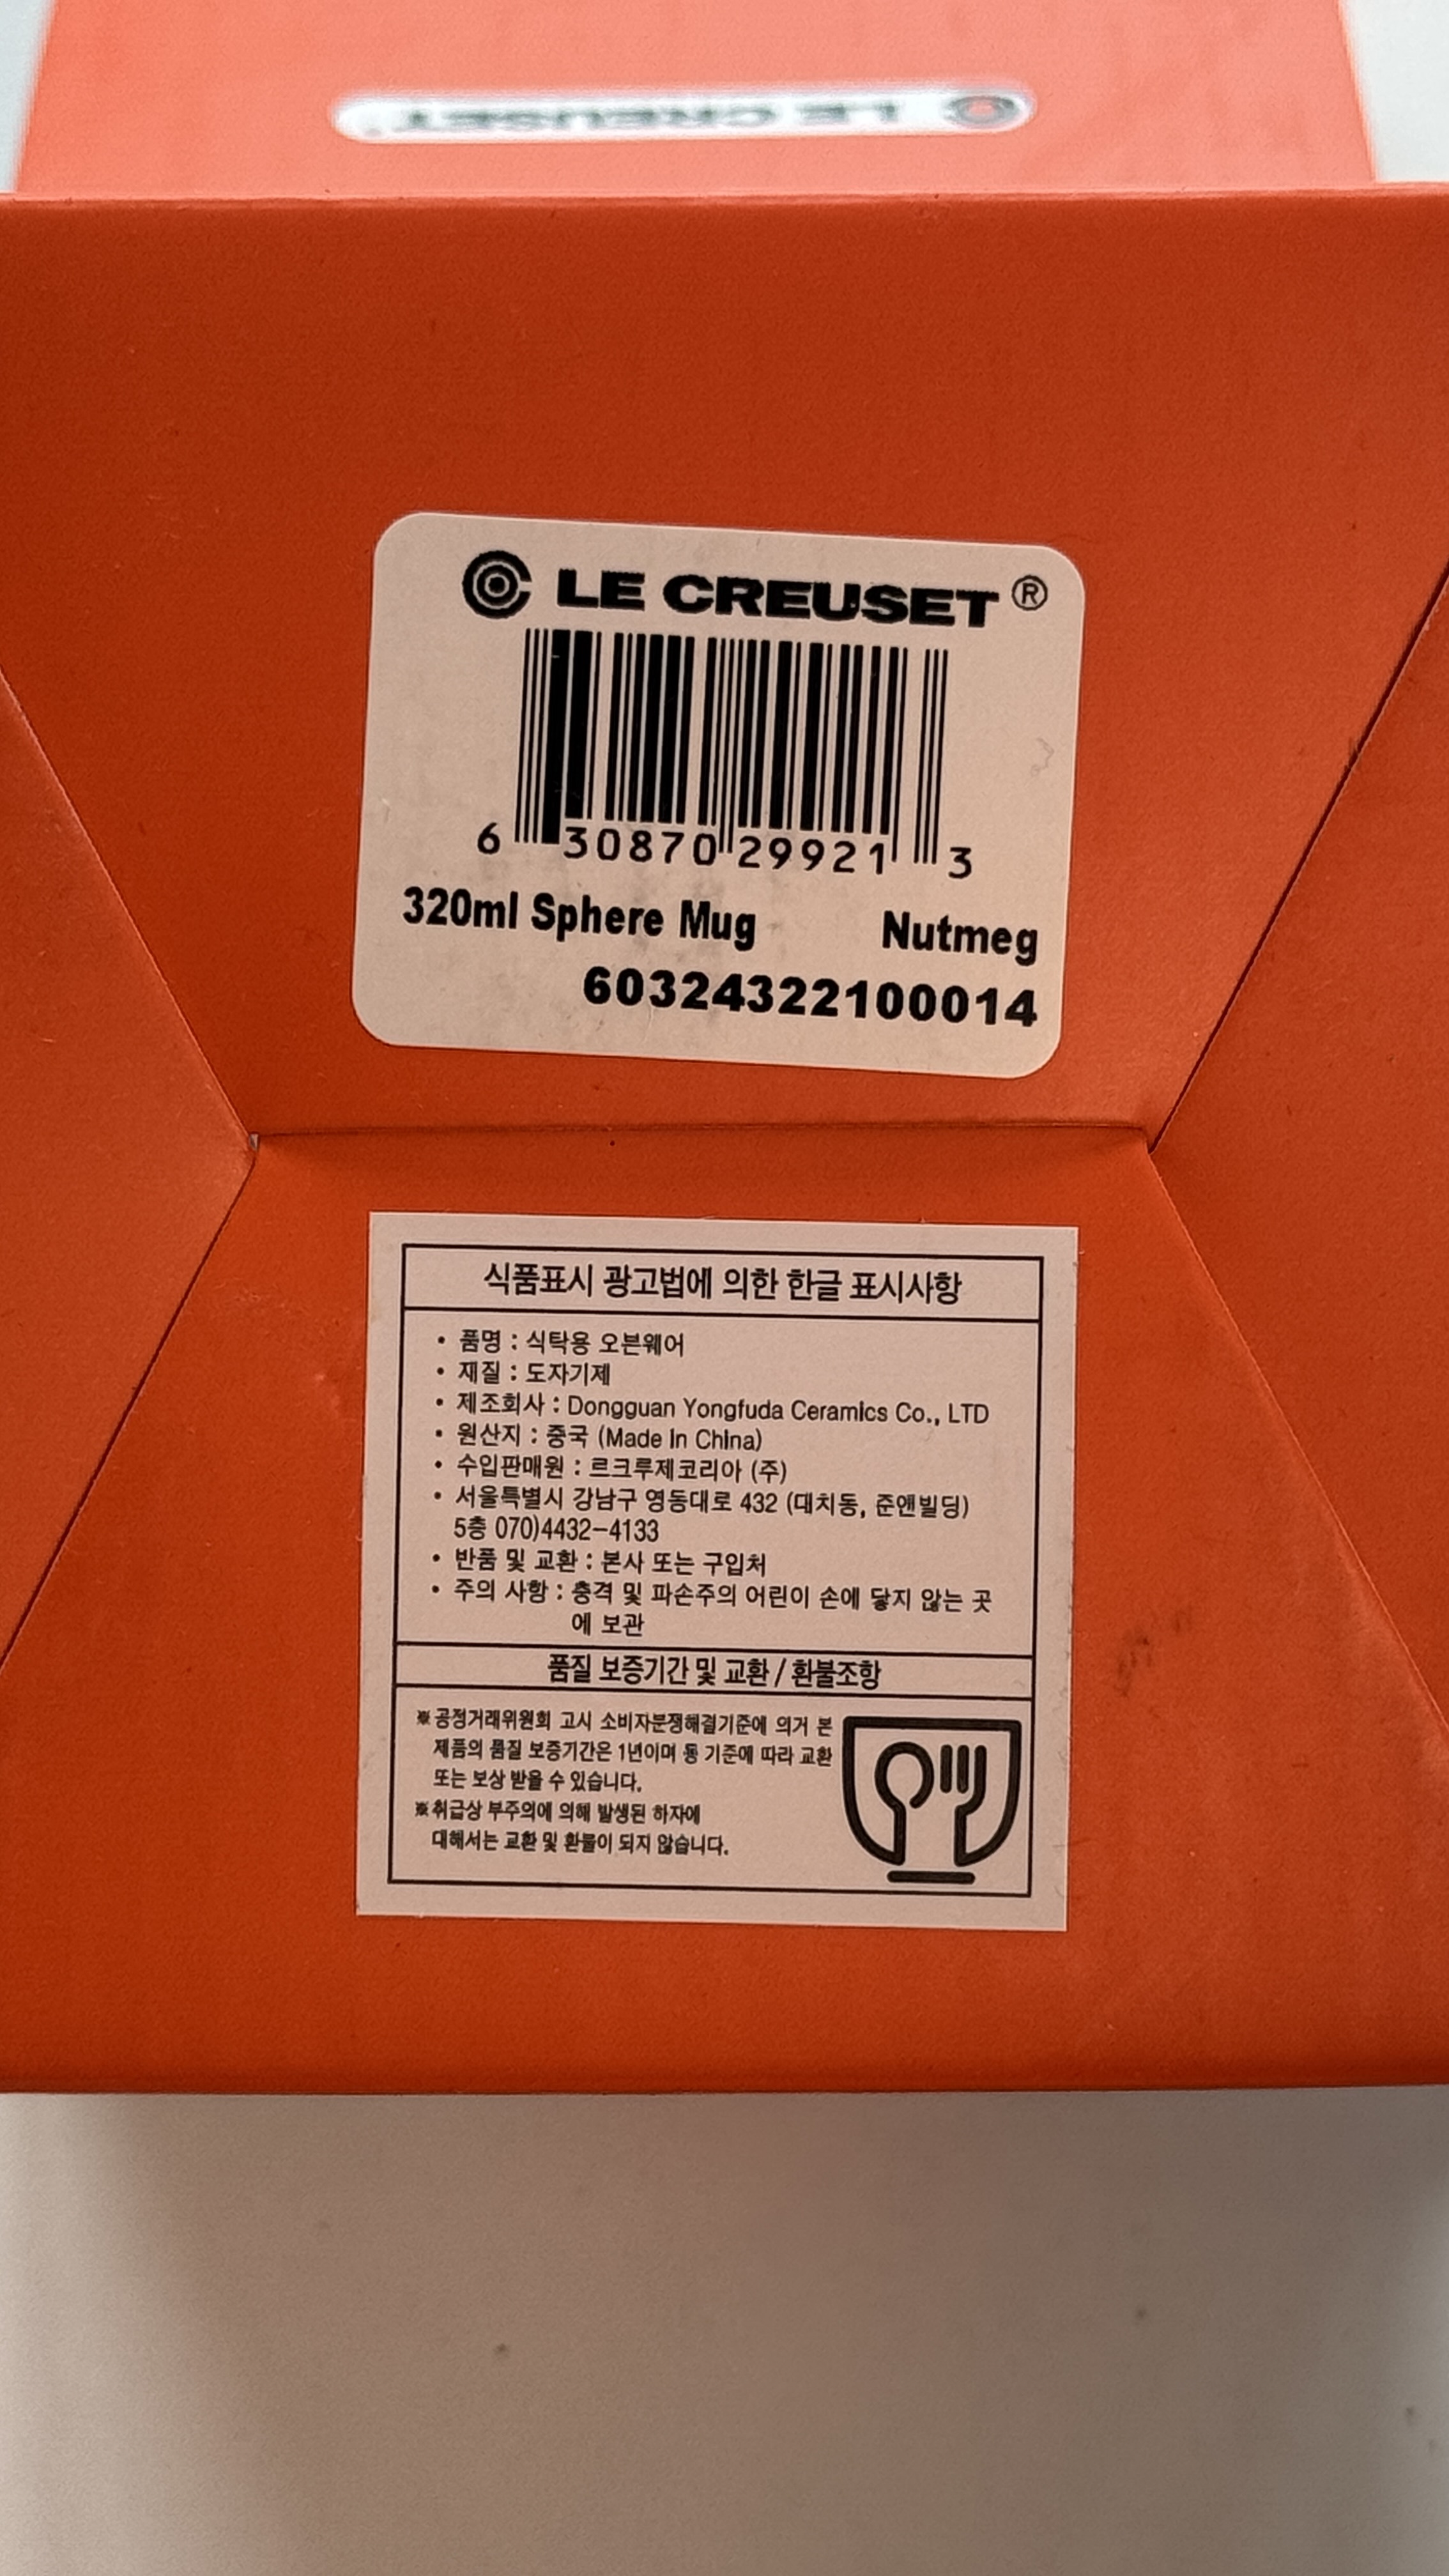 LE CREUSET
LE CREUSET ®
6 30870 29921 3
320ml Sphere Mug Nutmeg
60324322100014
식품표시 광고법에 의한 한글 표시사항
• 품명 : 식탁용 오븐웨어
• 재질 : 도자기제
• 제조회사 : Dongguan Yongfuda Ceramics Co., LTD
• 원산지 : 중국 (Made In China)
• 수입판매원 : 르크루제코리아 (주)
• 서울특별시 강남구 영동대로 432 (대치동, 준앤빌딩)
5층 070)4432-4133
• 반품 및 교환 : 본사 또는 구입처
• 주의 사항 : 충격 및 파손주의 어린이 손에 닿지 않는 곳
에 보관
품질 보증기간 및 교환 / 환불조항
※ 공정거래위원회 고시 소비자분쟁해결기준에 의거 본
제품의 품질 보증기간은 1년이며 동 기준에 따라 교환
또는 보상 받을 수 있습니다.
※ 취급상 부주의에 의해 발생된 하자에
대해서는 교환 및 환불이 되지 않습니다.